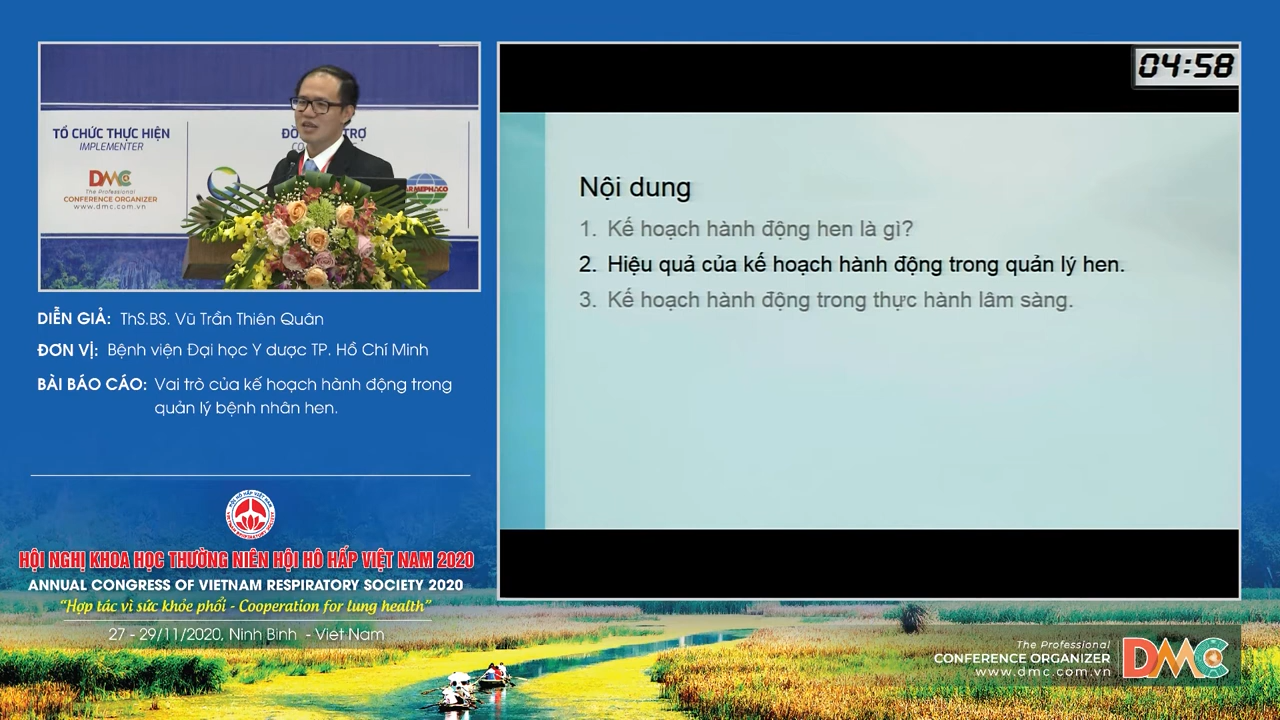 TỔ CHỨC THỰC HIỆN
IMPLEMENTER
DMC
The Professional
CONFERENCE ORGANIZER
www.dmc.com.vn
TRỢ
04:58
Nội dung
1. Kế hoạch hành động hen là gì?
2. Hiệu quả của kế hoạch hành động trong quản lý hen.
3. Kế hoạch hành động trong thực hành lâm sàng.
DIỄN GIẢ: ThS.BS. Vũ Trần Thiên Quân
ĐƠN VỊ: Bệnh viện Đại học Y dược TP. Hồ Chí Minh
BÀI BÁO CÁO: Vai trò của kế hoạch hành động trong
quản lý bệnh nhân hen.
HỘI NGHỊ KHOA HỌC THƯỜNG NIÊN HỘI HÔ HẤP VIỆT NAM 2020
ANNUAL CONGRESS OF VIETNAM RESPIRATORY SOCIETY 2020
“Hợp tác vì sức khỏe phổi - Cooperation for lung health”
27 - 29/11/2020, Ninh Bình - Việt Nam
The Professional
CONFERENCE ORGANIZER
www.dmc.com.vn
DMC